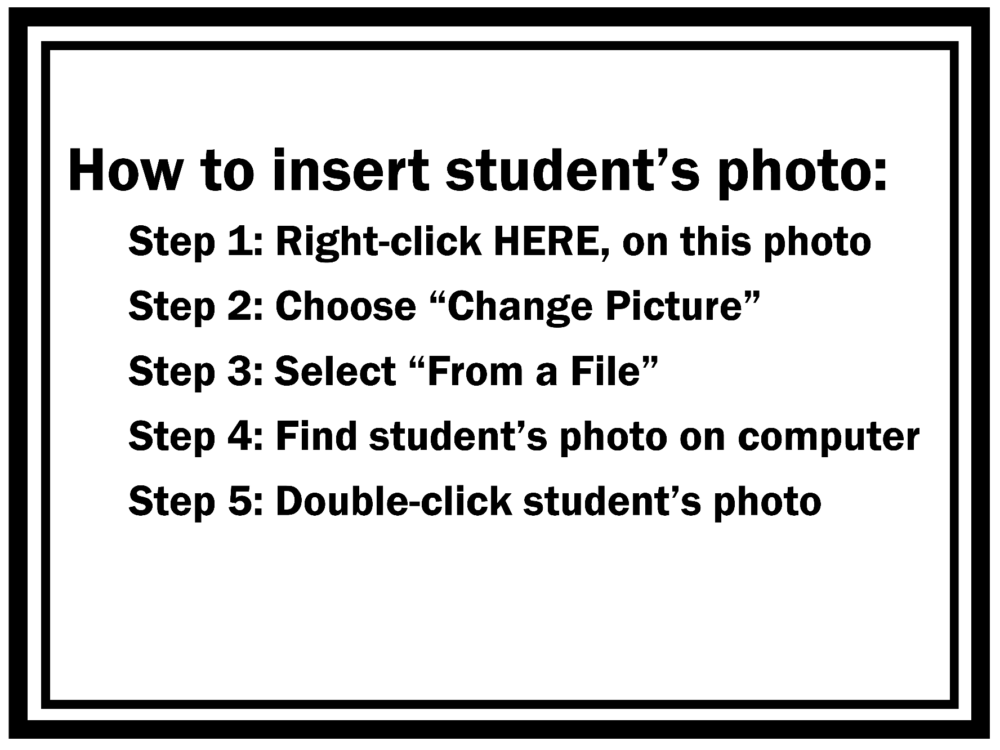 How to insert student’s photo:
Step 1: Right-click HERE, on this photo
Step 2: Choose “Change Picture”
Step 3: Select “From a File”
Step 4: Find student’s photo on computer
Step 5: Double-click student’s photo